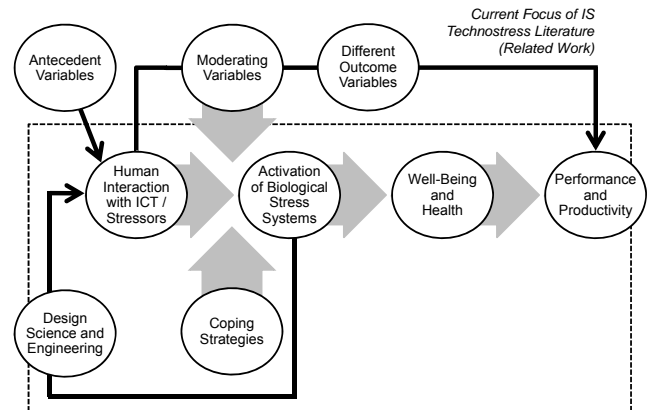 Current Focus of IS
Technostress Literature
(Related Work)
Antecedent
Variables
Moderating
Variables
Different
Outcome
Variables
Human
Interaction
with ICT /
Stressors
Activation
of Biological
Stress
Systems
Well-Being
and
Health
Performance
and
Productivity
Design
Science and
Engineering
Coping
Strategies